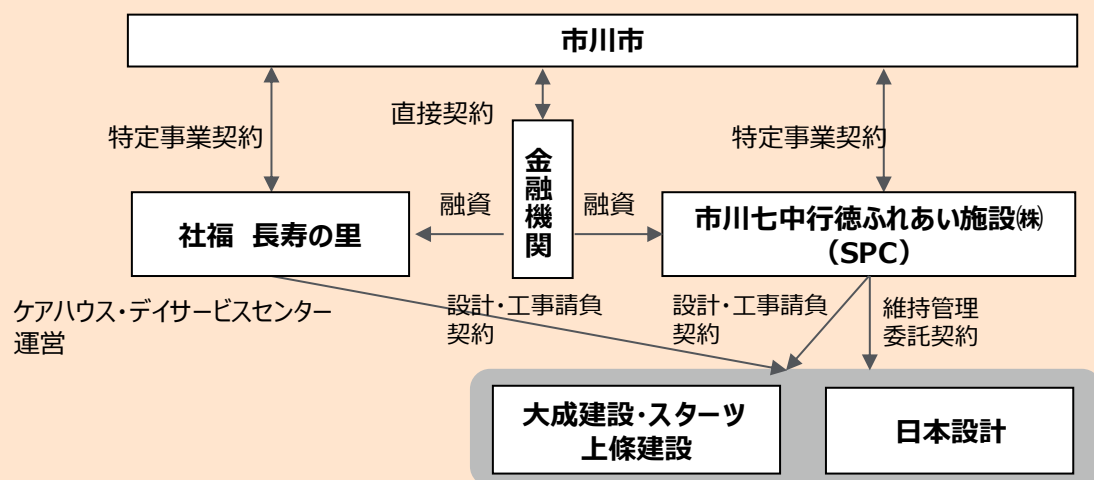 市川市
特定事業契約
直接契約
特定事業契約
金融機関
融資
融資
社福 長寿の里
市川七中行徳ふれあい施設㈱
（SPC）
ケアハウス・デイサービスセンター
運営
設計・工事請負
契約
設計・工事請負
契約
維持管理
委託契約
大成建設・スターツ
上條建設
日本設計